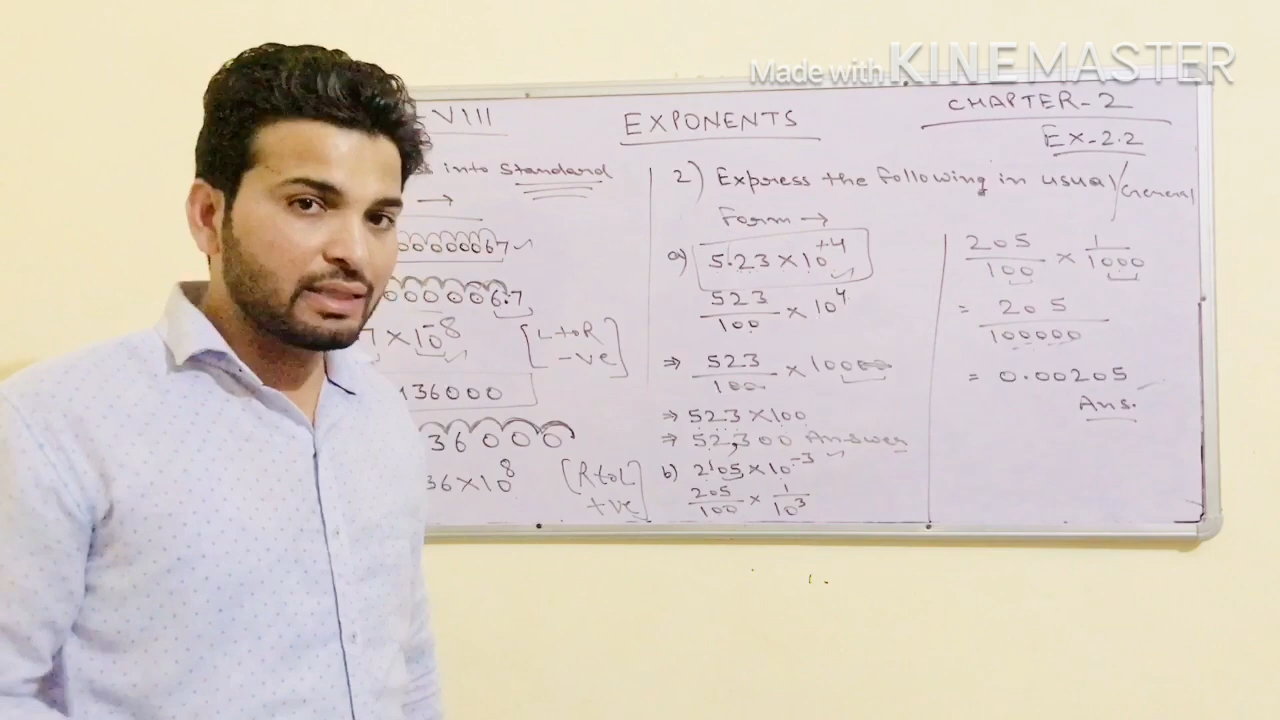 Made with KINEMASTER
-VIII
EXPONENTS
CHAPTER-2
EX-2.2
into Standard
→
00000067
000006.7
7 × 10^-8
[L to R
-ve]
136000
36000
36 × 10^8
[R to L
+ve]
2) Express the following in usual/General
Form →
a) 5.23 × 10^+4
523/100 × 10^4
⇒ 523/100 × 10000
⇒ 523 × 100
⇒ 52,300 Answer
b) 2.05 × 10^-3
205/100 × 1/10^3
205/100 × 1/1000
= 205/100000
= 0.00205
Ans.